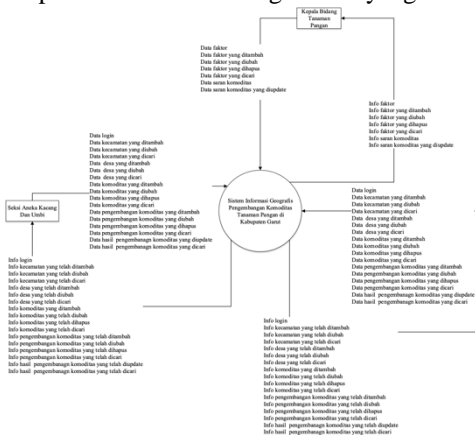 Kepala Bidang
Tanaman
Pangan
Data faktor
Data faktor yang ditambah
Data faktor yang diubah
Data faktor yang dihapus
Data faktor yang dicari
Data saran komoditas
Data saran komoditas yang diupdate
Info faktor
Info faktor yang ditambah
Info faktor yang diubah
Info faktor yang dihapus
Info faktor yang dicari
Info saran komoditas
Info saran komoditas yang diupdate
Data login
Data kecamatan yang ditambah
Data kecamatan yang diubah
Data kecamatan yang dicari
Data desa yang ditambah
Data desa yang diubah
Data desa yang dicari
Data komoditas yang ditambah
Data komoditas yang diubah
Data komoditas yang dihapus
Data komoditas yang dicari
Data pengembangan komoditas yang ditambah
Data pengembangan komoditas yang diubah
Data pengembangan komoditas yang dihapus
Data pengembangan komoditas yang dicari
Data hasil pengembangan komoditas yang diupdate
Data hasil pengembangan komoditas yang dicari
Seksi Aneka Kacang
Dan Umbi
Sistem Informasi Geografis
Pengembangan Komoditas
Tanaman Pangan di
Kabupaten Garut
Data login
Data kecamatan yang ditambah
Data kecamatan yang diubah
Data kecamatan yang dicari
Data desa yang ditambah
Data desa yang diubah
Data desa yang dicari
Data komoditas yang ditambah
Data komoditas yang diubah
Data komoditas yang dihapus
Data komoditas yang dicari
Data pengembangan komoditas yang ditambah
Data pengembangan komoditas yang diubah
Data pengembangan komoditas yang dihapus
Data pengembangan komoditas yang dicari
Data hasil pengembangan komoditas yang diupdate
Data hasil pengembangan komoditas yang dicari
Info login
Info kecamatan yang telah ditambah
Info kecamatan yang telah diubah
Info kecamatan yang telah dicari
Info desa yang telah ditambah
Info desa yang telah diubah
Info desa yang telah dicari
Info komoditas yang ditambah
Info komoditas yang telah diubah
Info komoditas yang telah dihapus
Info komoditas yang telah dicari
Info pengembangan komoditas yang telah ditambah
Info pengembangan komoditas yang telah diubah
Info pengembangan komoditas yang telah dihapus
Info pengembangan komoditas yang telah dicari
Info hasil pengembangan komoditas yang telah diupdate
Info hasil pengembangan komoditas yang telah dicari
Info login
Info kecamatan yang telah ditambah
Info kecamatan yang telah diubah
Info kecamatan yang telah dicari
Info desa yang telah ditambah
Info desa yang telah diubah
Info desa yang telah dicari
Info komoditas yang ditambah
Info komoditas yang telah diubah
Info komoditas yang telah dihapus
Info komoditas yang telah dicari
Info pengembangan komoditas yang telah ditambah
Info pengembangan komoditas yang telah diubah
Info pengembangan komoditas yang telah dihapus
Info pengembangan komoditas yang telah dicari
Info hasil pengembangan komoditas yang telah diupdate
Info hasil pengembangan komoditas yang telah dicari